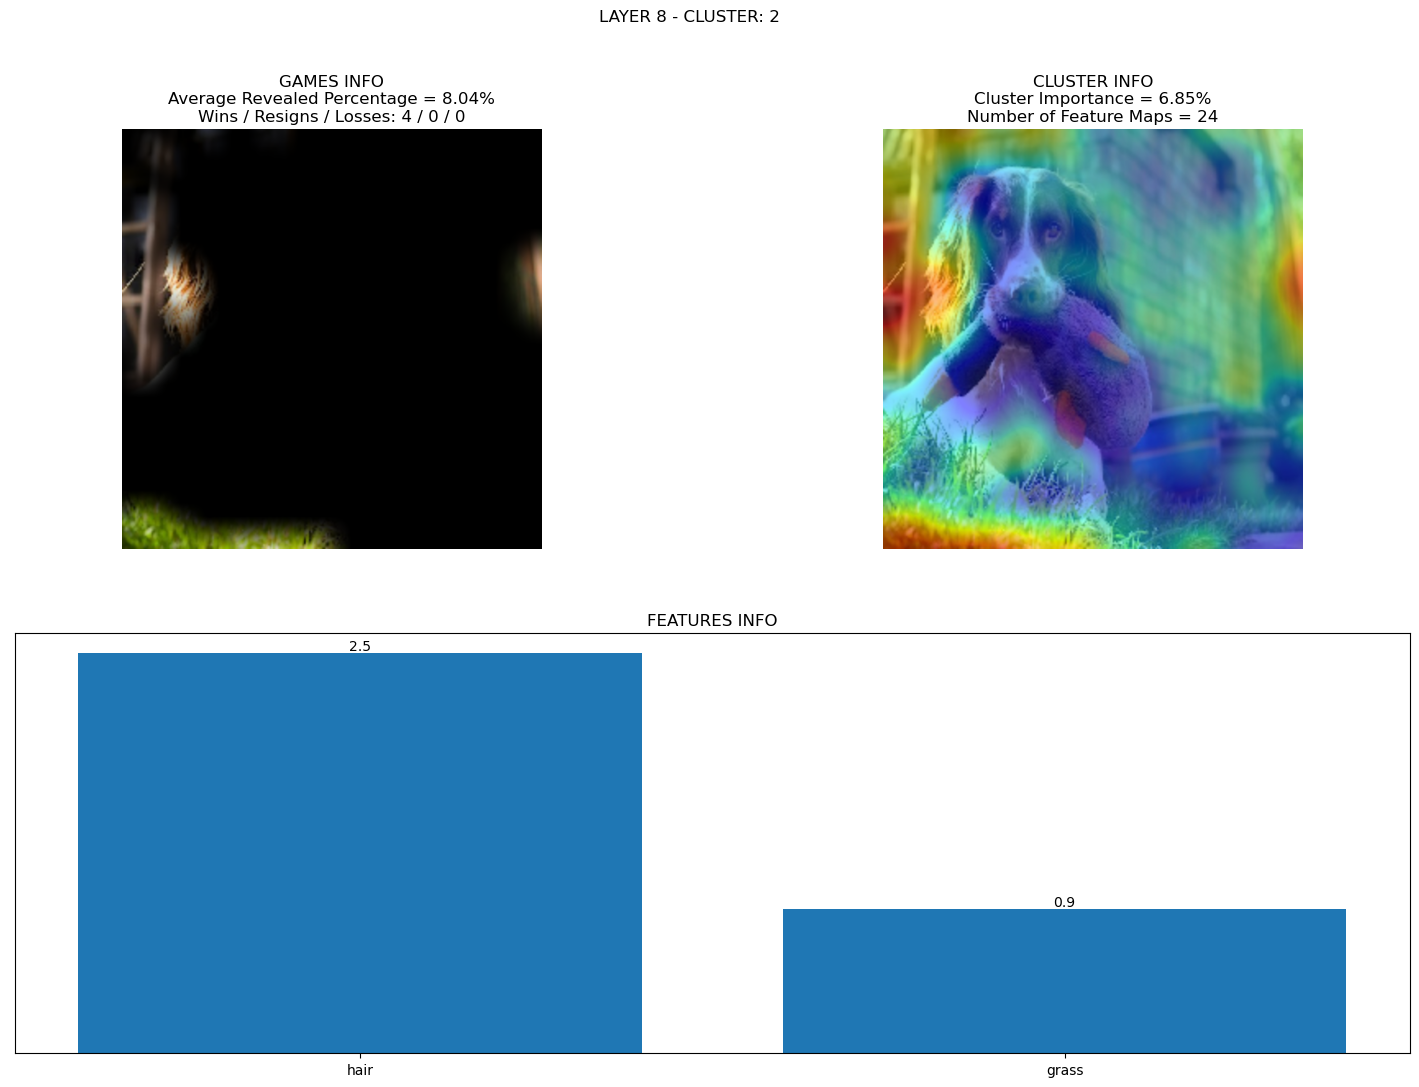 LAYER 8 - CLUSTER: 2
GAMES INFO
Average Revealed Percentage = 8.04%
Wins / Resigns / Losses: 4 / 0 / 0
CLUSTER INFO
Cluster Importance = 6.85%
Number of Feature Maps = 24
FEATURES INFO
2.5
0.9
hair
grass